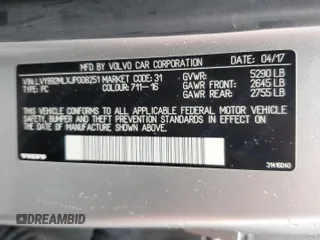 MFD BY VOLVO CAR CORPORATION 04/17
VIN: LVY992MLXJP008251 MARKET CODE: 31 GVWR: 5290 LB
TYPE: PC COLOUR: 711-16 GAWR FRONT: 2645 LB
GAWR REAR: 2755 LB
THIS VEHICLE CONFORMS TO ALL APPLICABLE FEDERAL MOTOR VEHICLE
SAFETY, BUMPER AND THEFT PREVENTION STANDARDS IN EFFECT ON THE DATE
OF MANUFACTURE SHOWN ABOVE.
VOLVO
31416040
DREAMBID
dreambid.com